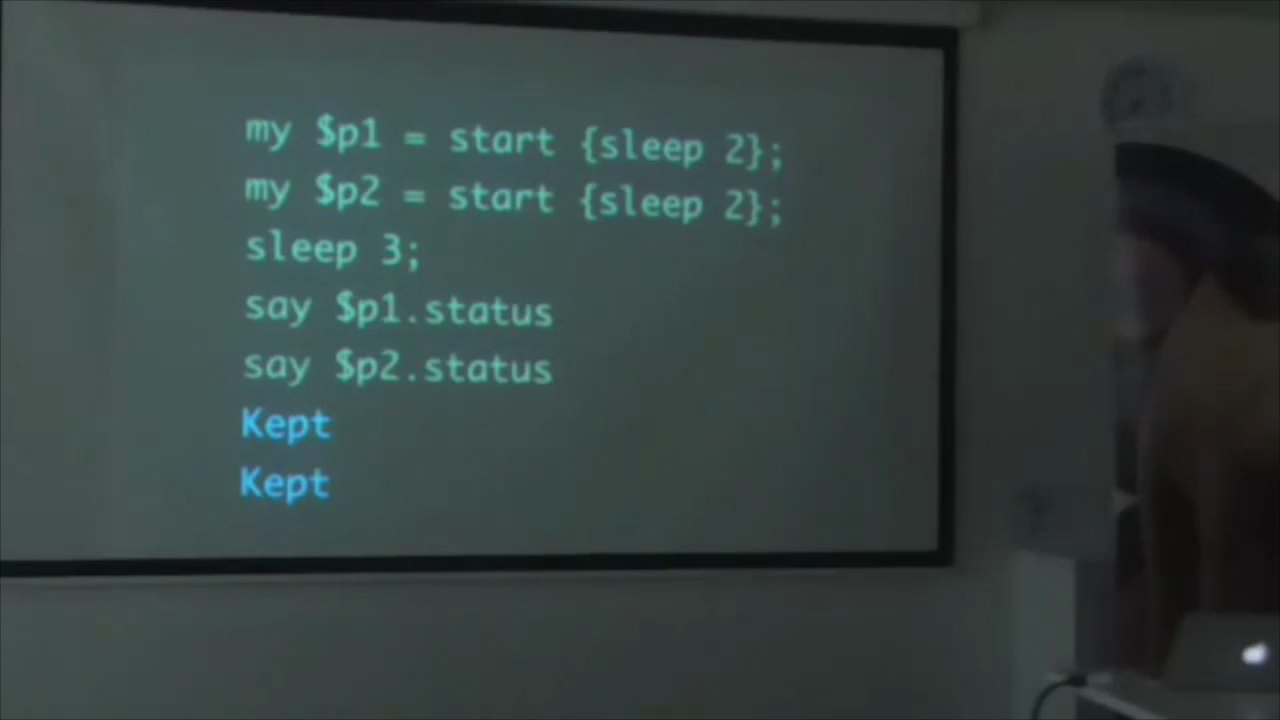 my $p1 = start {sleep 2};
my $p2 = start {sleep 2};
sleep 3;
say $p1.status
say $p2.status
Kept
Kept